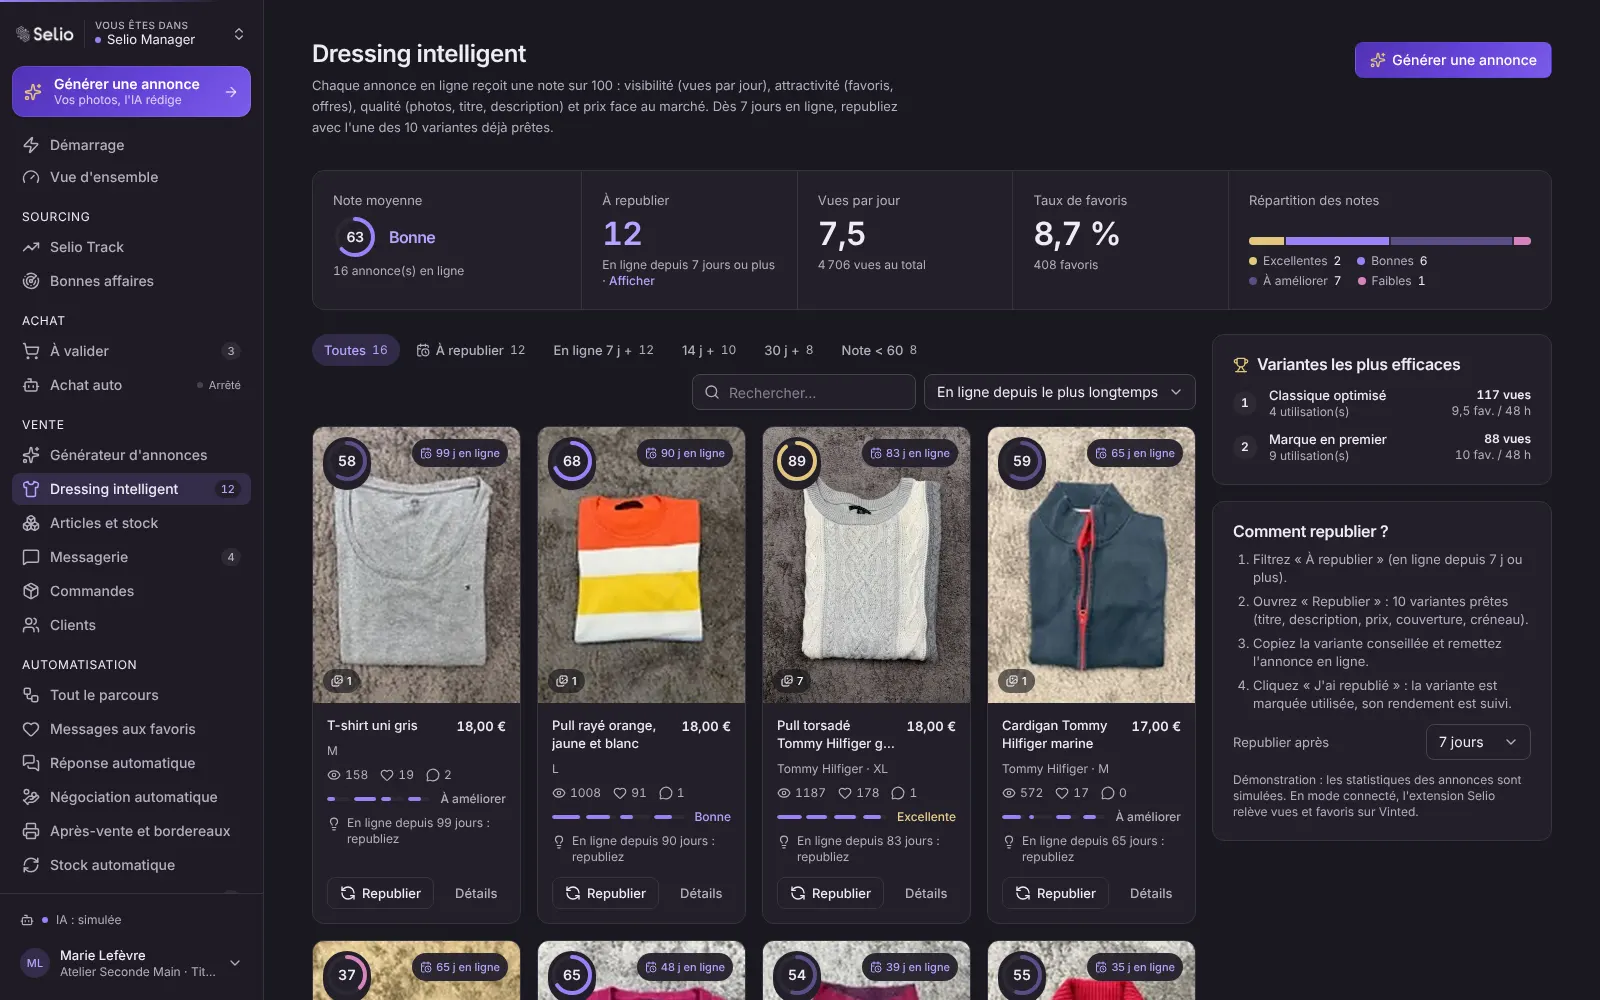 Selio
VOUS ÊTES DANS
Selio Manager
Générer une annonce
Vos photos, l'IA rédige
Démarrage
Vue d'ensemble
SOURCING
Selio Track
Bonnes affaires
ACHAT
À valider 3
Achat auto Arrêté
VENTE
Générateur d'annonces
Dressing intelligent 12
Articles et stock
Messagerie 4
Commandes
Clients
AUTOMATISATION
Tout le parcours
Messages aux favoris
Réponse automatique
Négociation automatique
Après-vente et bordereaux
Stock automatique
IA : simulée
ML
Marie Lefèvre
Atelier Seconde Main · Tit...
Dressing intelligent
Générer une annonce
Chaque annonce en ligne reçoit une note sur 100 : visibilité (vues par jour), attractivité (favoris,
offres), qualité (photos, titre, description) et prix face au marché. Dès 7 jours en ligne, republiez
avec l'une des 10 variantes déjà prêtes.
Note moyenne
63 Bonne
16 annonce(s) en ligne
À republier
12
En ligne depuis 7 jours ou plus
· Afficher
Vues par jour
7,5
4 706 vues au total
Taux de favoris
8,7 %
408 favoris
Répartition des notes
Excellentes 2 Bonnes 6
À améliorer 7 Faibles 1
Toutes 16 À republier 12 En ligne 7 j + 12 14 j + 10 30 j + 8 Note < 60 8
Rechercher... En ligne depuis le plus longtemps
58 99 j en ligne
1
T-shirt uni gris 18,00 €
M
158 19 2
À améliorer
En ligne depuis 99 jours :
republiez
Republier Détails
68 90 j en ligne
1
Pull rayé orange, 18,00 €
jaune et blanc
L
1008 91 1
Bonne
En ligne depuis 90 jours :
republiez
Republier Détails
89 83 j en ligne
7
Pull torsadé 18,00 €
Tommy Hilfiger g...
Tommy Hilfiger · XL
1187 178 1
Excellente
En ligne depuis 83 jours :
republiez
Republier Détails
59 65 j en ligne
1
Cardigan Tommy 17,00 €
Hilfiger marine
Tommy Hilfiger · M
572 17 0
À améliorer
En ligne depuis 65 jours :
republiez
Republier Détails
37 65 j en ligne
65 48 j en ligne
54 39 j en ligne
55 35 j en ligne
Variantes les plus efficaces
1 Classique optimisé 117 vues
4 utilisation(s) 9,5 fav. / 48 h
2 Marque en premier 88 vues
9 utilisation(s) 10 fav. / 48 h
Comment republier ?
1. Filtrez « À republier » (en ligne depuis 7 j ou
plus).
2. Ouvrez « Republier » : 10 variantes prêtes
(titre, description, prix, couverture, créneau).
3. Copiez la variante conseillée et remettez
l'annonce en ligne.
4. Cliquez « J'ai republié » : la variante est
marquée utilisée, son rendement est suivi.
Republier après 7 jours
Démonstration : les statistiques des annonces sont
simulées. En mode connecté, l'extension Selio
relève vues et favoris sur Vinted.